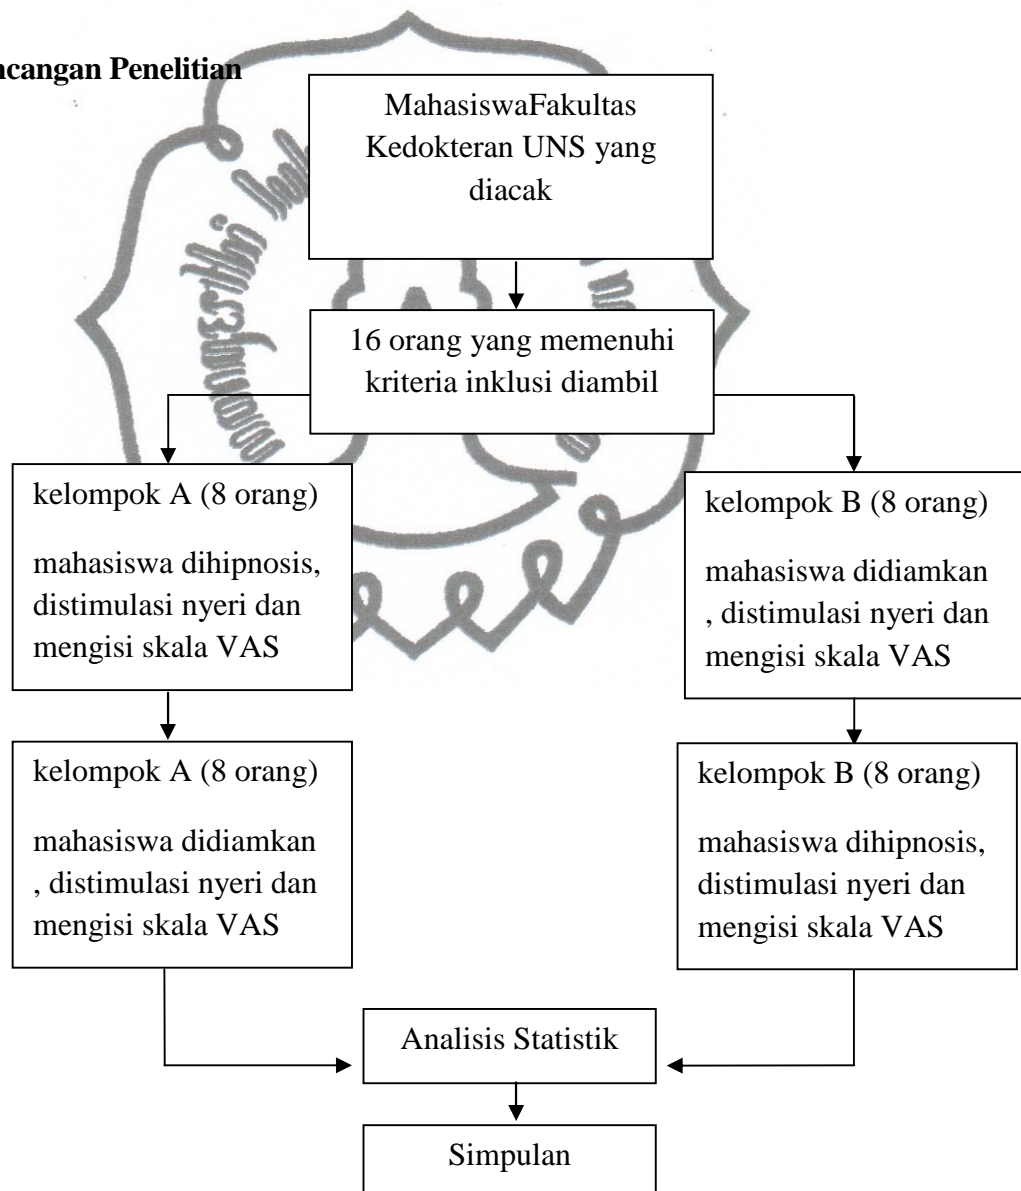 ncangan Penelitian
MahasiswaFakultas
Kedokteran UNS yang
diacak
16 orang yang memenuhi
kriteria inklusi diambil
kelompok A (8 orang)
mahasiswa dihipnosis,
distimulasi nyeri dan
mengisi skala VAS
kelompok B (8 orang)
mahasiswa didiamkan
, distimulasi nyeri dan
mengisi skala VAS
kelompok A (8 orang)
mahasiswa didiamkan
, distimulasi nyeri dan
mengisi skala VAS
kelompok B (8 orang)
mahasiswa dihipnosis,
distimulasi nyeri dan
mengisi skala VAS
Analisis Statistik
Simpulan